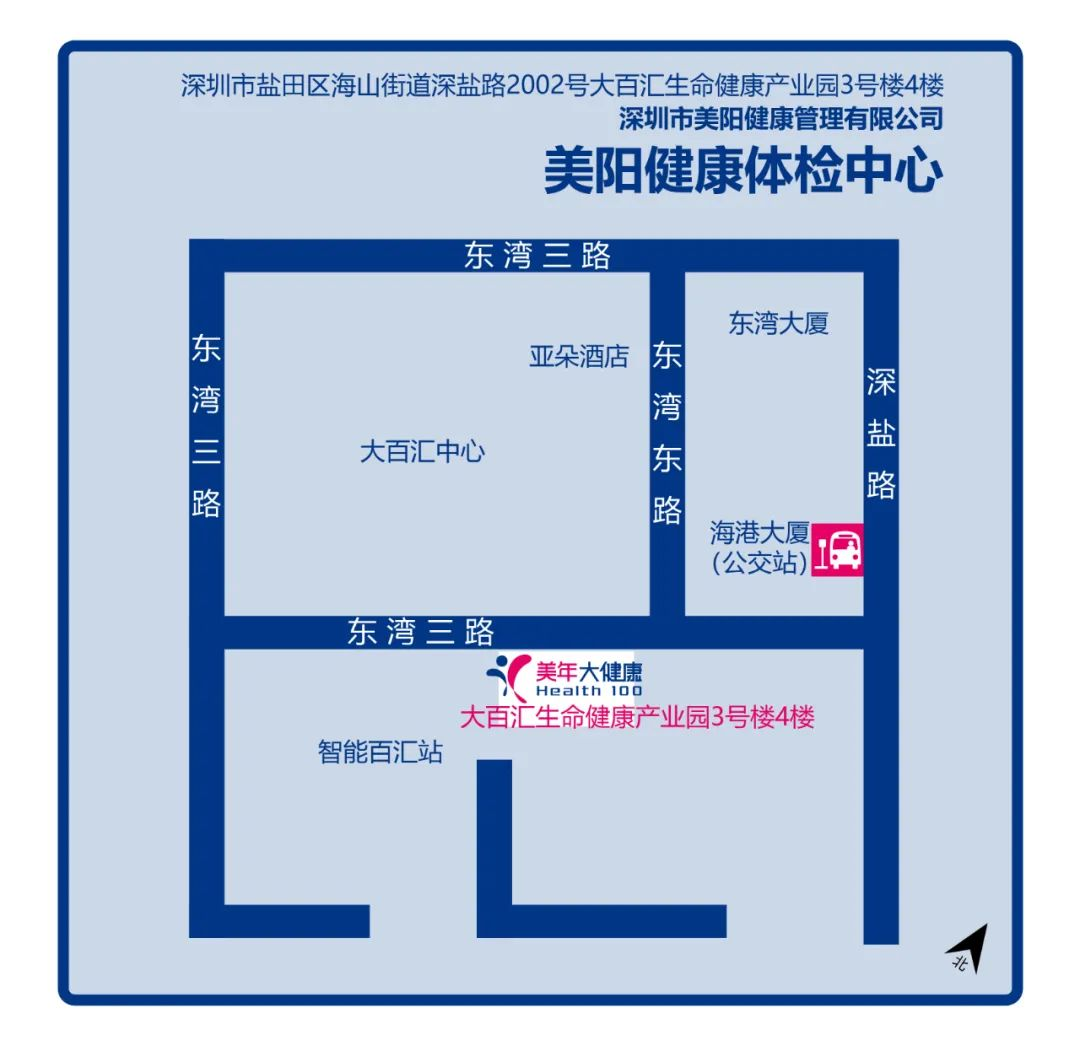 深圳市盐田区海山街道深盐路2002号大百汇生命健康产业园3号楼4楼
深圳市美阳健康管理有限公司
美阳健康体检中心
东湾三路
东湾三路
东湾大厦
亚朵酒店
东湾东路
深盐路
大百汇中心
海港大厦
（公交站）
东湾三路
美年大健康
Health 100
大百汇生命健康产业园3号楼4楼
智能百汇站
北